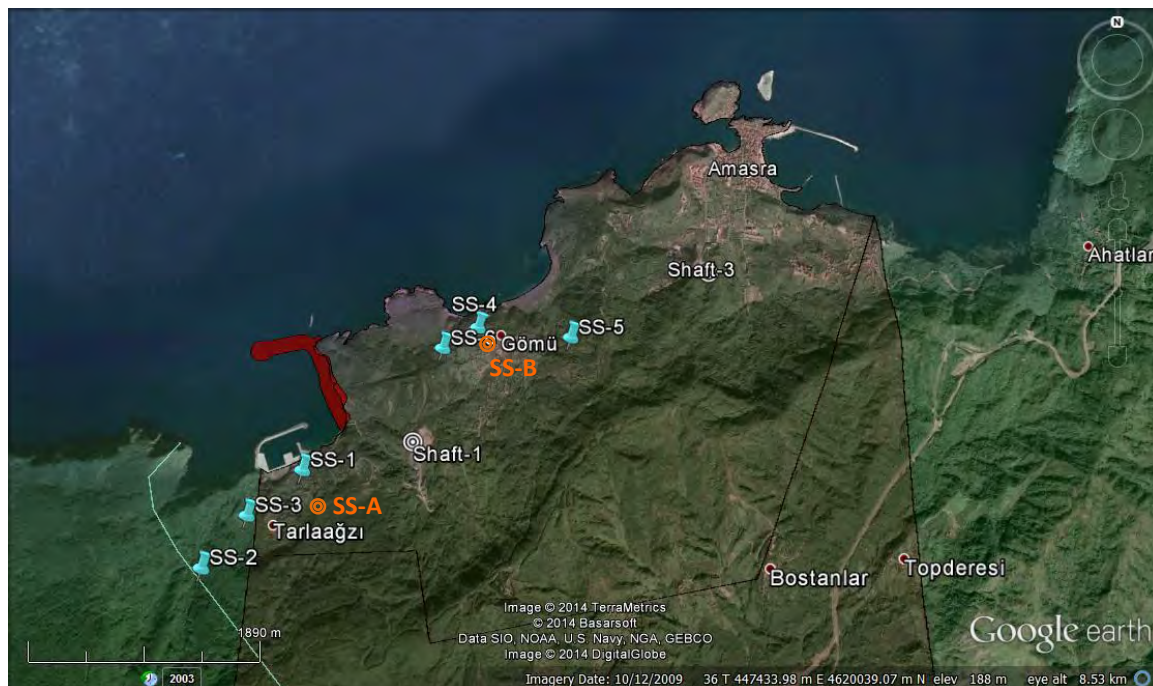 N
Amasra
Ahatlar
Shaft-3
SS-4
SS-6
Gömü
SS-5
SS-B
Shaft-1
SS-1
SS-3
SS-A
Tarlaağzı
SS-2
Bostanlar
Topderesi
Image © 2014 TerraMetrics
© 2014 Basarsoft
Data SIO, NOAA, U.S. Navy, NGA, GEBCO
Image © 2014 DigitalGlobe
Google earth
1890 m
2003
Imagery Date: 10/12/2009 36 T 447433.98 m E 4620039.07 m N elev 188 m eye alt 8.53 km